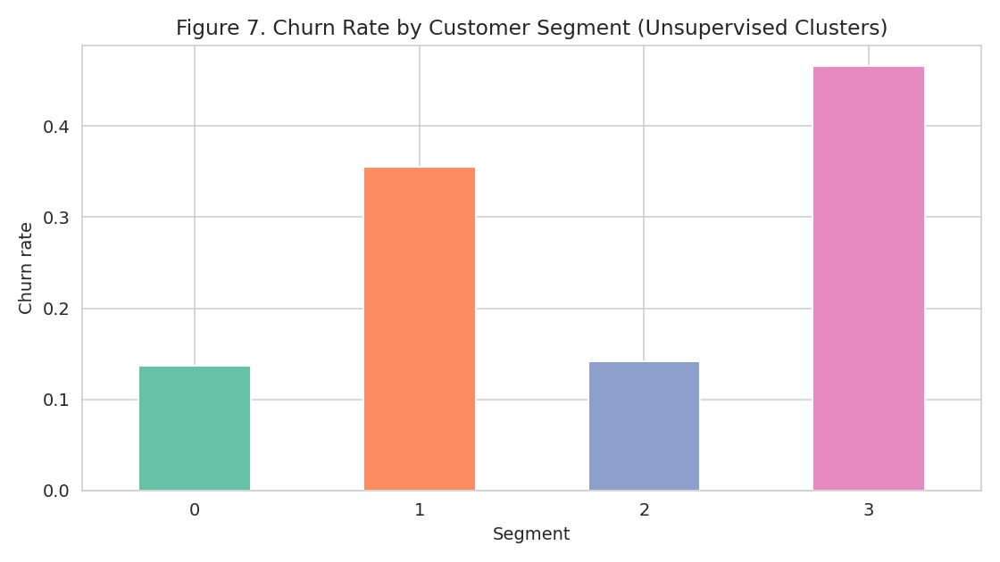 Figure 7. Churn Rate by Customer Segment (Unsupervised Clusters)
Churn rate
0.4
0.3
0.2
0.1
0.0
0 1 2 3
Segment